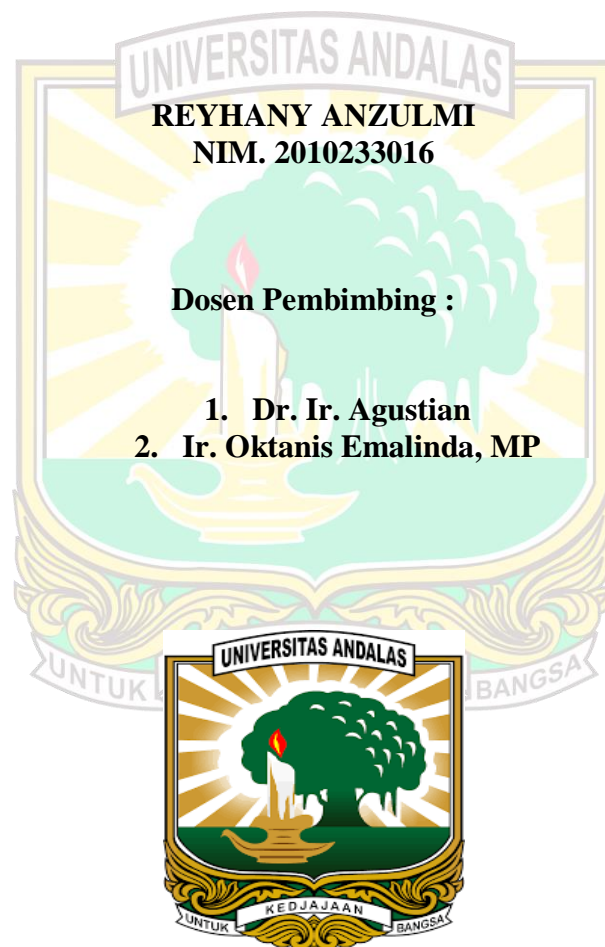 UNIVERSITAS ANDALAS
REYHANY ANZULMI
NIM. 2010233016
Dosen Pembimbing :
1. Dr. Ir. Agustian
2. Ir. Oktanis Emalinda, MP
UNTUK BANGSA
UNIVERSITAS ANDALAS
UNTUK KEDJAJAAN BANGSA